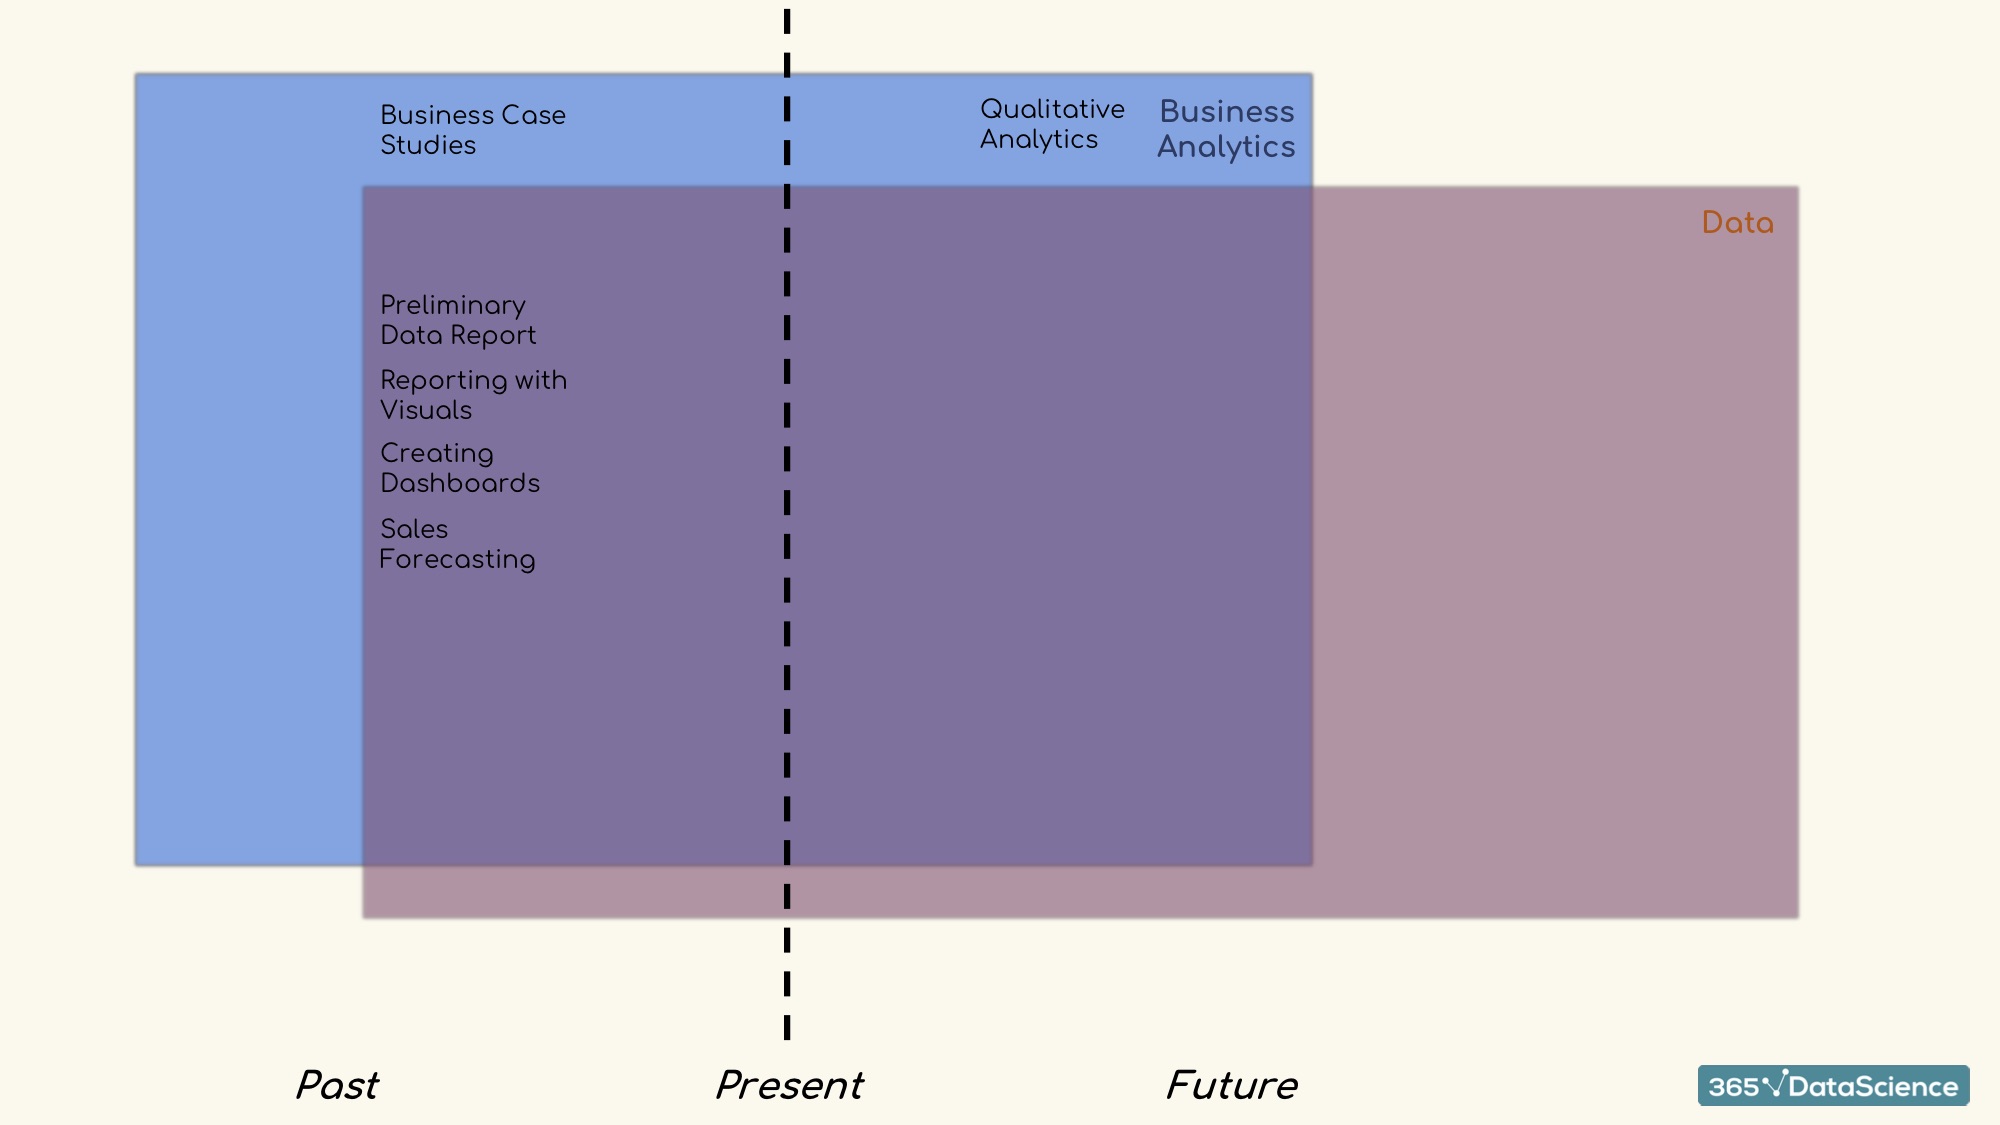 Business Case
Studies
Qualitative
Analytics
Business
Analytics
Data
Preliminary
Data Report
Reporting with
Visuals
Creating
Dashboards
Sales
Forecasting
Past
Present
Future
365 DataScience